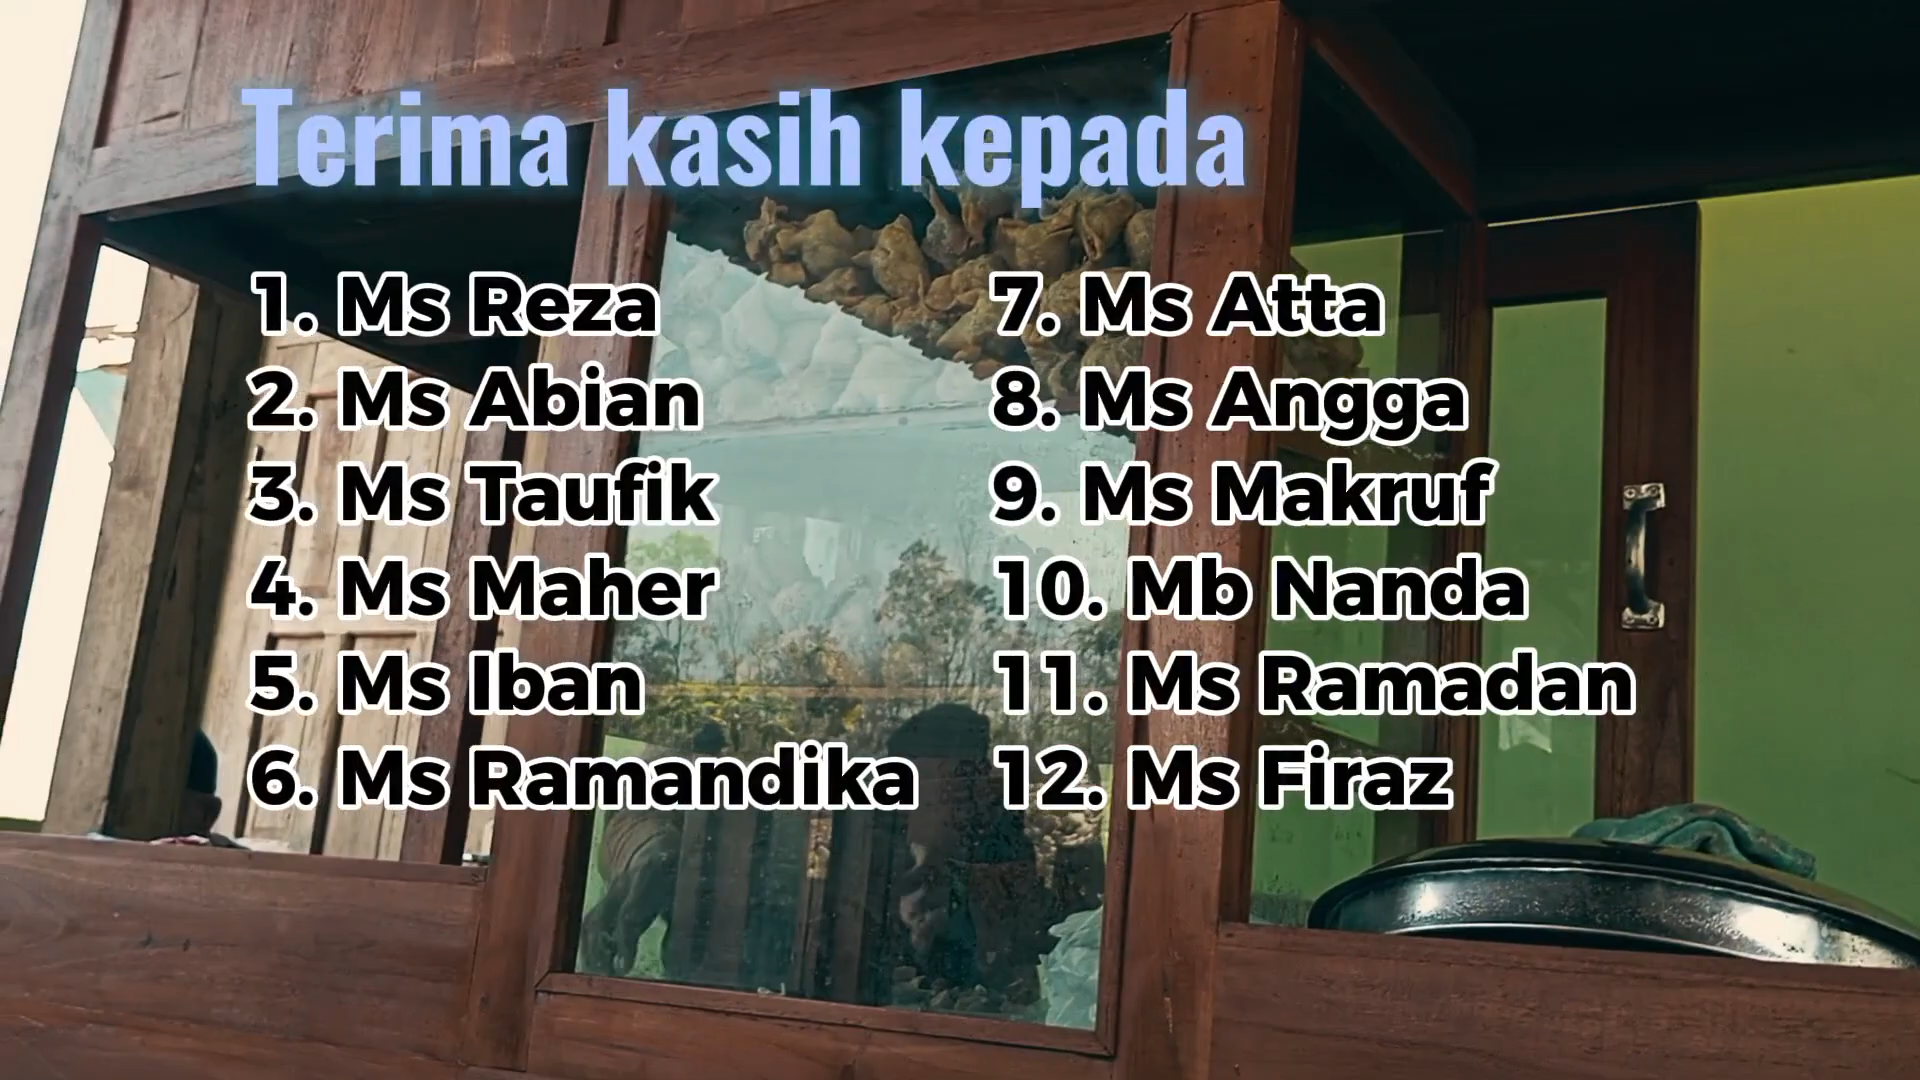 Terima kasih kepada
1. Ms Reza
2. Ms Abian
3. Ms Taufik
4. Ms Maher
5. Ms Iban
6. Ms Ramandika
7. Ms Atta
8. Ms Angga
9. Ms Makruf
10. Mb Nanda
11. Ms Ramadan
12. Ms Firaz